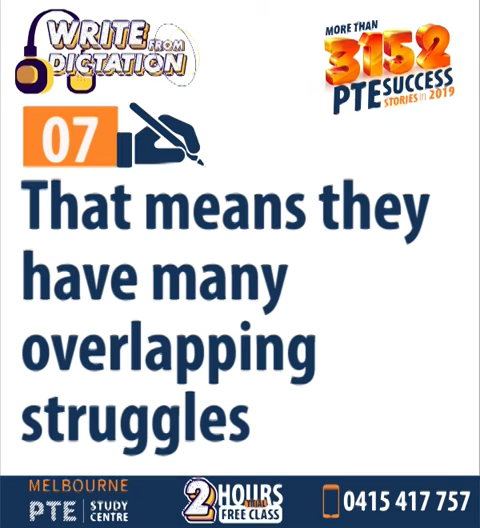 WRITE FROM
DICTATION
MORE THAN
3152
PTE SUCCESS
STORIES in 2019
07
That means they
have many
overlapping
struggles
MELBOURNE
PTE STUDY
CENTRE
2 HOURS
TRIAL
FREE CLASS
0415 417 757